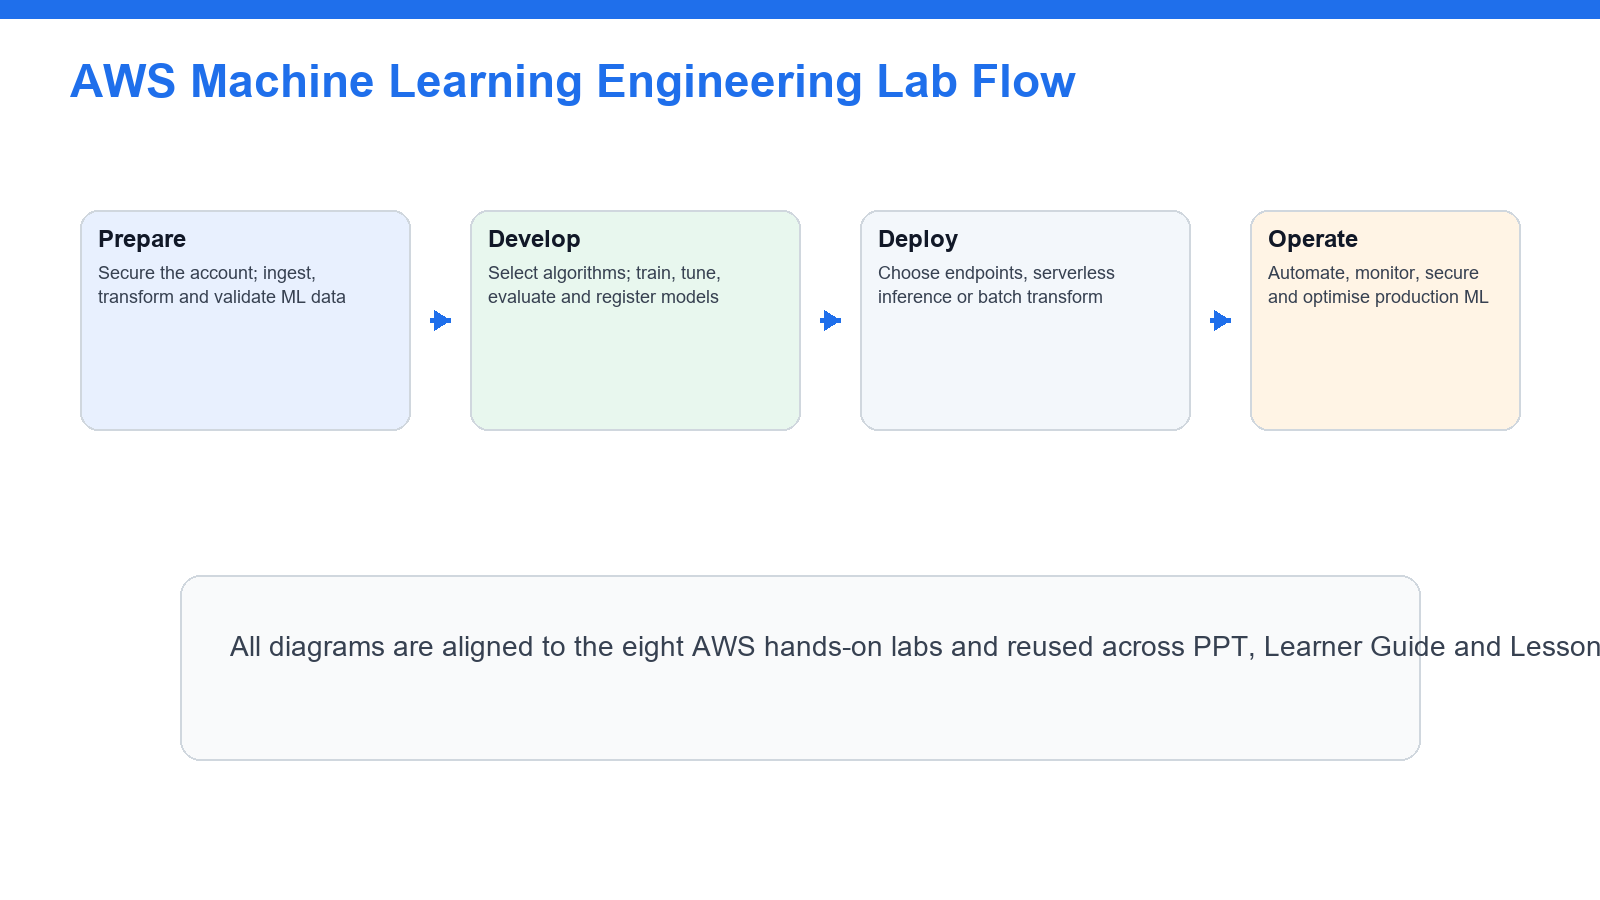 AWS Machine Learning Engineering Lab Flow
Prepare
Secure the account; ingest,
transform and validate ML data
Develop
Select algorithms; train, tune,
evaluate and register models
Deploy
Choose endpoints, serverless
inference or batch transform
Operate
Automate, monitor, secure
and optimise production ML
All diagrams are aligned to the eight AWS hands-on labs and reused across PPT, Learner Guide and Lesson